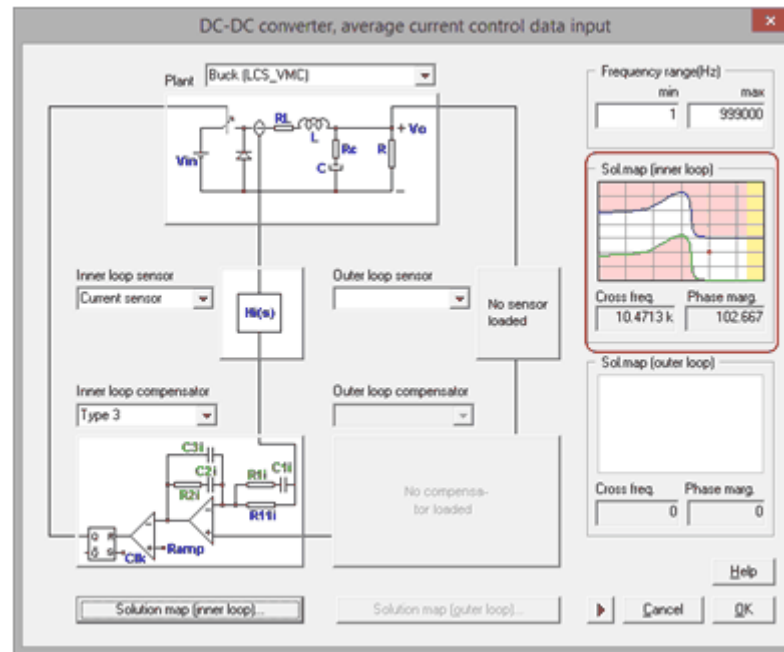 DC-DC converter, average current control data input
Plant
Buck (LCS_VMC)
Frequency range(Hz)
min
max
1
999000
RL
L
+ Vo
Rc
R
C
Vin
−
Sol.map (inner loop)
Cross freq.
Phase marg.
10.4713 k
102.667
Inner loop sensor
Current sensor
Hi(s)
Outer loop sensor
No sensor
loaded
Inner loop compensator
Type 3
Outer loop compensator
Sol.map (outer loop)
C3i
C2i
R2i
R1i
C1i
R11i
Q R
Q S
Clk
Ramp
No compensa-
tor loaded
Cross freq.
Phase marg.
0
0
Help
Solution map (inner loop)...
Solution map (outer loop)...
Cancel
OK